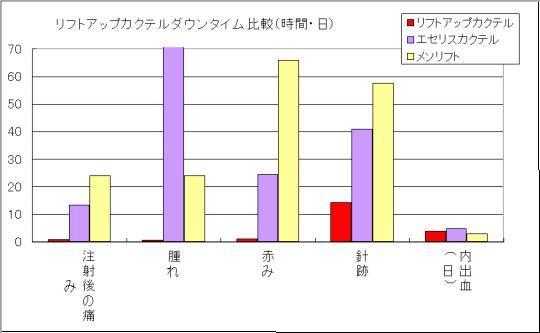 リフトアップカクテルダウンタイム比較(時間・日)
リフトアップカクテル
エセリスカクテル
メソリフト
70
60
50
40
30
20
10
0
注射後の痛み
腫れ
赤み
針跡
内出血(日)